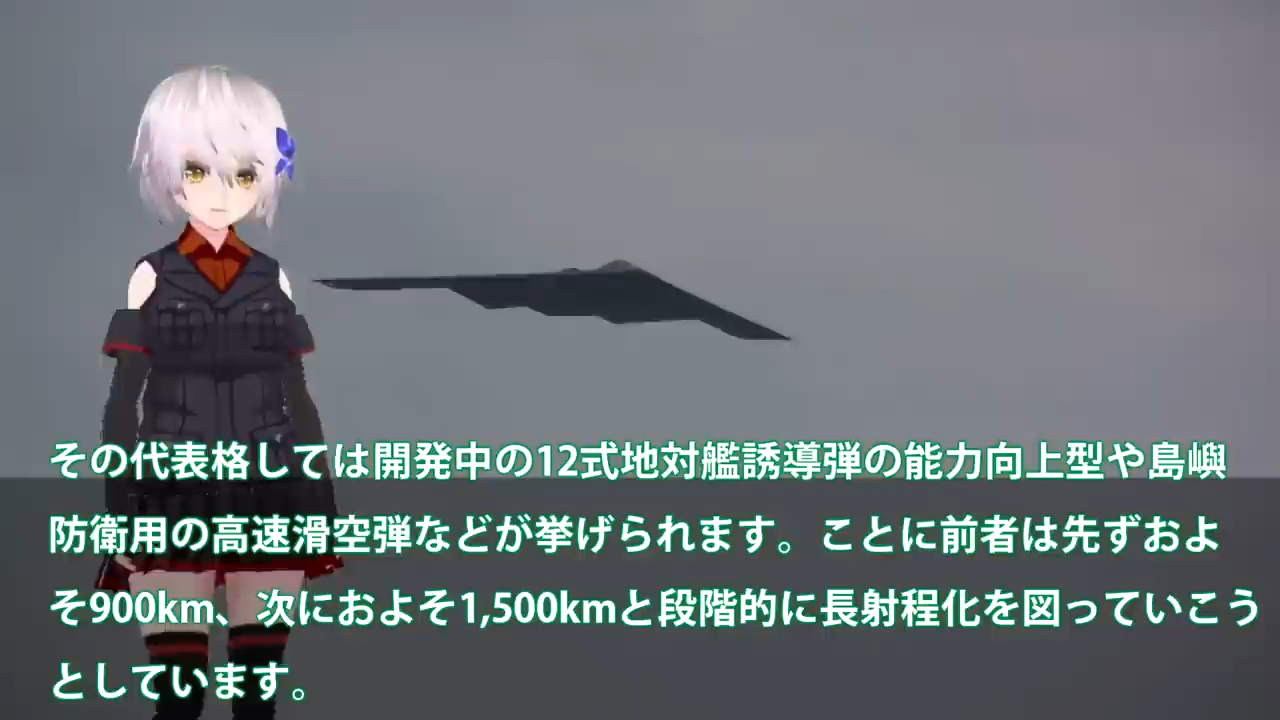 その代表格しては開発中の12式地対艦誘導弾の能力向上型や島嶼
防衛用の高速滑空弾などが挙げられます。ことに前者は先ずおよ
そ900km、次におよそ1,500kmと段階的に長射程化を図っていこう
としています。